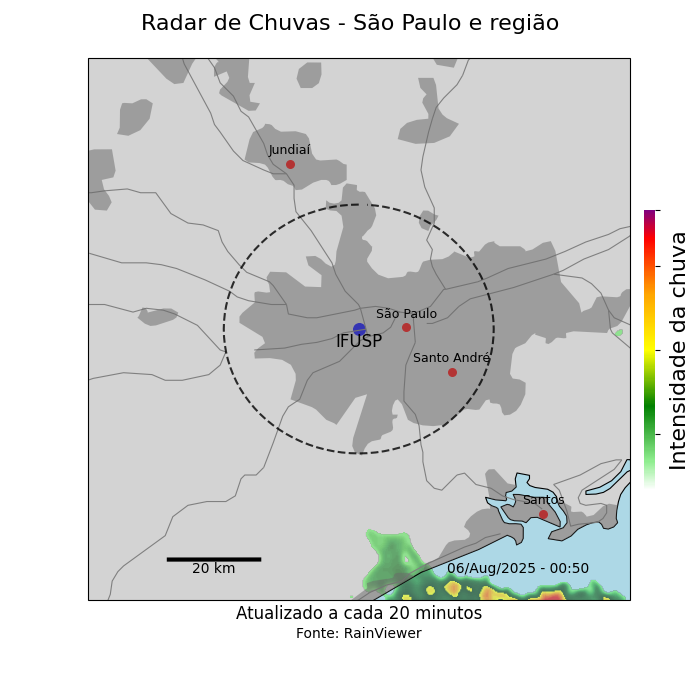 Radar de Chuvas - São Paulo e região
Jundiaí
São Paulo
IFUSP
Santo André
Santos
20 km
06/Aug/2025 - 00:50
Intensidade da chuva
Atualizado a cada 20 minutos
Fonte: RainViewer